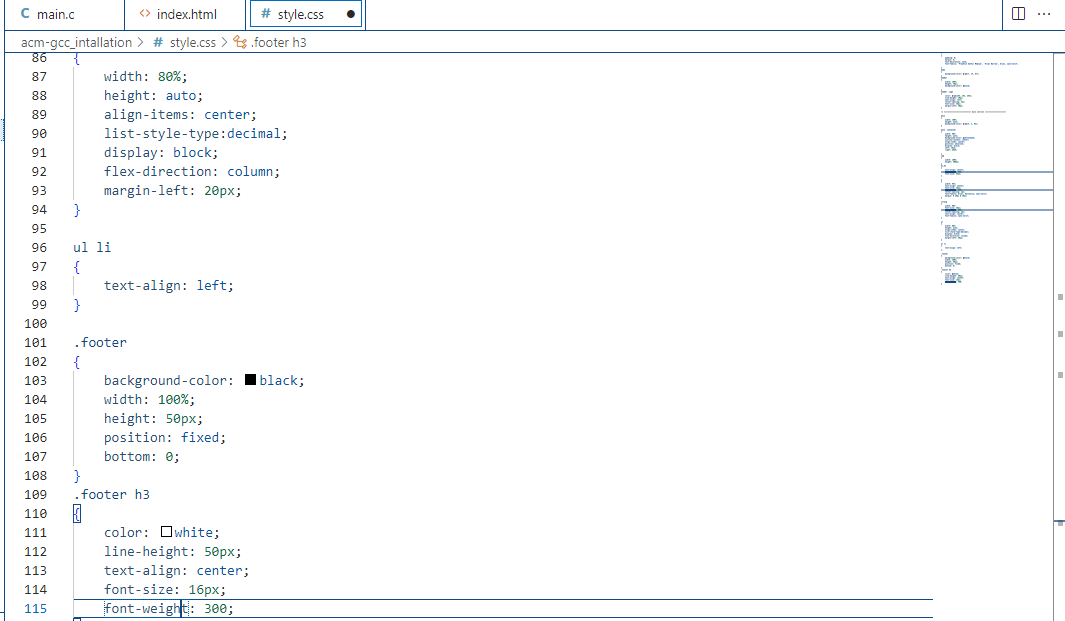 main.c
index.html
style.css
acm-gcc_intallation > # style.css > .footer h3
86 {
87 width: 80%;
88 height: auto;
89 align-items: center;
90 list-style-type:decimal;
91 display: block;
92 flex-direction: column;
93 margin-left: 20px;
94 }
95
96 ul li
97 {
98 text-align: left;
99 }
100
101 .footer
102 {
103 background-color: black;
104 width: 100%;
105 height: 50px;
106 position: fixed;
107 bottom: 0;
108 }
109 .footer h3
110 {
111 color: white;
112 line-height: 50px;
113 text-align: center;
114 font-size: 16px;
115 font-weight: 300;